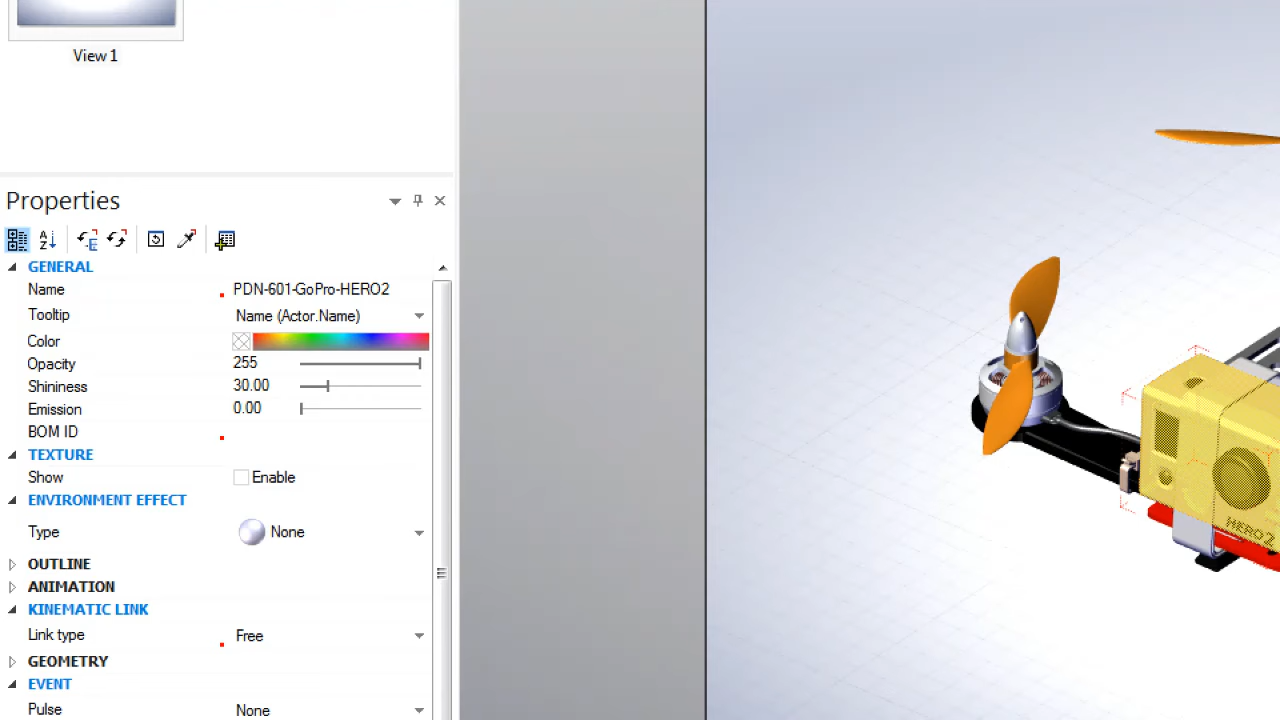 View 1
Properties
GENERAL
Name PDN-601-GoPro-HERO2
Tooltip Name (Actor.Name)
Color
Opacity 255
Shininess 30.00
Emission 0.00
BOM ID
TEXTURE
Show Enable
ENVIRONMENT EFFECT
Type None
OUTLINE
ANIMATION
KINEMATIC LINK
Link type Free
GEOMETRY
EVENT
Pulse None
HERO2